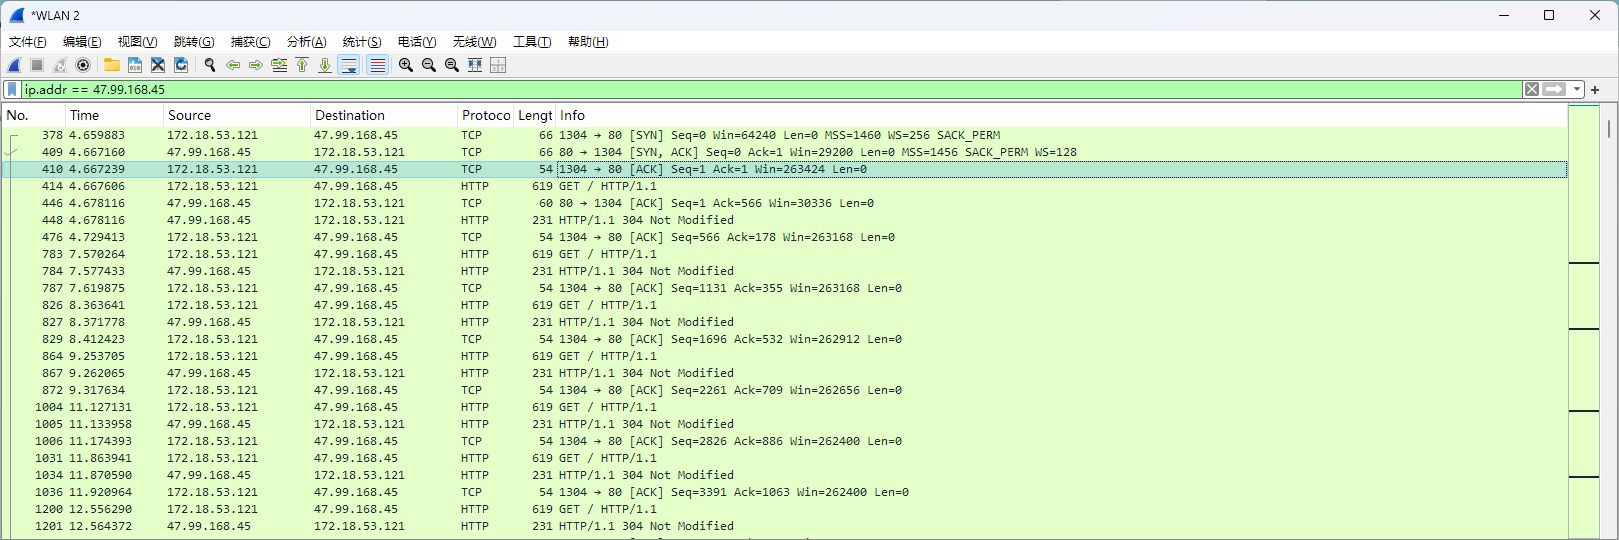 *WLAN 2
文件(F) 编辑(E) 视图(V) 跳转(G) 捕获(C) 分析(A) 统计(S) 电话(Y) 无线(W) 工具(T) 帮助(H)
ip.addr == 47.99.168.45
No. Time Source Destination Protoco Lengt Info
378 4.659883 172.18.53.121 47.99.168.45 TCP 66 1304 → 80 [SYN] Seq=0 Win=64240 Len=0 MSS=1460 WS=256 SACK_PERM
409 4.667160 47.99.168.45 172.18.53.121 TCP 66 80 → 1304 [SYN, ACK] Seq=0 Ack=1 Win=29200 Len=0 MSS=1456 SACK_PERM WS=128
410 4.667239 172.18.53.121 47.99.168.45 TCP 54 1304 → 80 [ACK] Seq=1 Ack=1 Win=263424 Len=0
414 4.667606 172.18.53.121 47.99.168.45 HTTP 619 GET / HTTP/1.1
446 4.678116 47.99.168.45 172.18.53.121 TCP 60 80 → 1304 [ACK] Seq=1 Ack=566 Win=30336 Len=0
448 4.678116 47.99.168.45 172.18.53.121 HTTP 231 HTTP/1.1 304 Not Modified
476 4.729413 172.18.53.121 47.99.168.45 TCP 54 1304 → 80 [ACK] Seq=566 Ack=178 Win=263168 Len=0
783 7.570264 172.18.53.121 47.99.168.45 HTTP 619 GET / HTTP/1.1
784 7.577433 47.99.168.45 172.18.53.121 HTTP 231 HTTP/1.1 304 Not Modified
787 7.619875 172.18.53.121 47.99.168.45 TCP 54 1304 → 80 [ACK] Seq=1131 Ack=355 Win=263168 Len=0
826 8.363641 172.18.53.121 47.99.168.45 HTTP 619 GET / HTTP/1.1
827 8.371778 47.99.168.45 172.18.53.121 HTTP 231 HTTP/1.1 304 Not Modified
829 8.412423 172.18.53.121 47.99.168.45 TCP 54 1304 → 80 [ACK] Seq=1696 Ack=532 Win=262912 Len=0
864 9.253705 172.18.53.121 47.99.168.45 HTTP 619 GET / HTTP/1.1
867 9.262065 47.99.168.45 172.18.53.121 HTTP 231 HTTP/1.1 304 Not Modified
872 9.317634 172.18.53.121 47.99.168.45 TCP 54 1304 → 80 [ACK] Seq=2261 Ack=709 Win=262656 Len=0
1004 11.127131 172.18.53.121 47.99.168.45 HTTP 619 GET / HTTP/1.1
1005 11.133958 47.99.168.45 172.18.53.121 HTTP 231 HTTP/1.1 304 Not Modified
1006 11.174393 172.18.53.121 47.99.168.45 TCP 54 1304 → 80 [ACK] Seq=2826 Ack=886 Win=262400 Len=0
1031 11.863941 172.18.53.121 47.99.168.45 HTTP 619 GET / HTTP/1.1
1034 11.870590 47.99.168.45 172.18.53.121 HTTP 231 HTTP/1.1 304 Not Modified
1036 11.920964 172.18.53.121 47.99.168.45 TCP 54 1304 → 80 [ACK] Seq=3391 Ack=1063 Win=262400 Len=0
1200 12.556290 172.18.53.121 47.99.168.45 HTTP 619 GET / HTTP/1.1
1201 12.564372 47.99.168.45 172.18.53.121 HTTP 231 HTTP/1.1 304 Not Modified